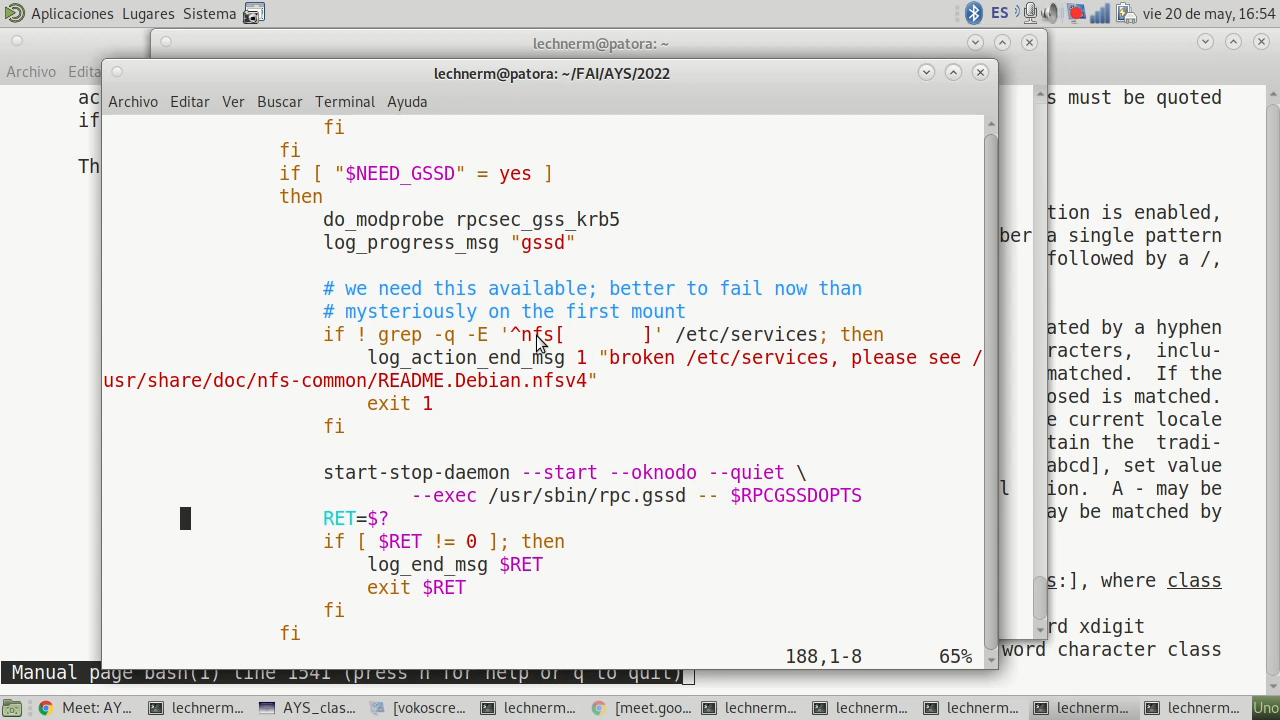 Aplicaciones Lugares Sistema
ES
vie 20 de may, 16:54
lechnerm@patora: ~
Archivo Edita
lechnerm@patora: ~/FAI/AYS/2022
Archivo Editar Ver Buscar Terminal Ayuda
ac
if
Th
fi
fi
if [ "$NEED_GSSD" = yes ]
then
do_modprobe rpcsec_gss_krb5
log_progress_msg "gssd"
# we need this available; better to fail now than
# mysteriously on the first mount
if ! grep -q -E '^nfs[       ]' /etc/services; then
log_action_end_msg 1 "broken /etc/services, please see /
usr/share/doc/nfs-common/README.Debian.nfsv4"
exit 1
fi
start-stop-daemon --start --oknodo --quiet \
--exec /usr/sbin/rpc.gssd -- $RPCGSSDOPTS
RET=$?
if [ $RET != 0 ]; then
log_end_msg $RET
exit $RET
fi
fi
188,1-8 65%
s must be quoted
tion is enabled,
ber a single pattern
followed by a /,
ated by a hyphen
racters, inclu-
matched. If the
osed is matched.
e current locale
tain the tradi-
abcd], set value
l ion. A - may be
ay be matched by
s:], where class
rd xdigit
word character class
Manual page bash(1) line 1541 (press h for help or q to quit)
Meet: AY...
lechnerm...
AYS_clas...
[vokoscre...
lechnerm...
[meet.goo...
lechnerm...
lechnerm...
lechnerm...
lechnerm...
lechnerm...
Uno